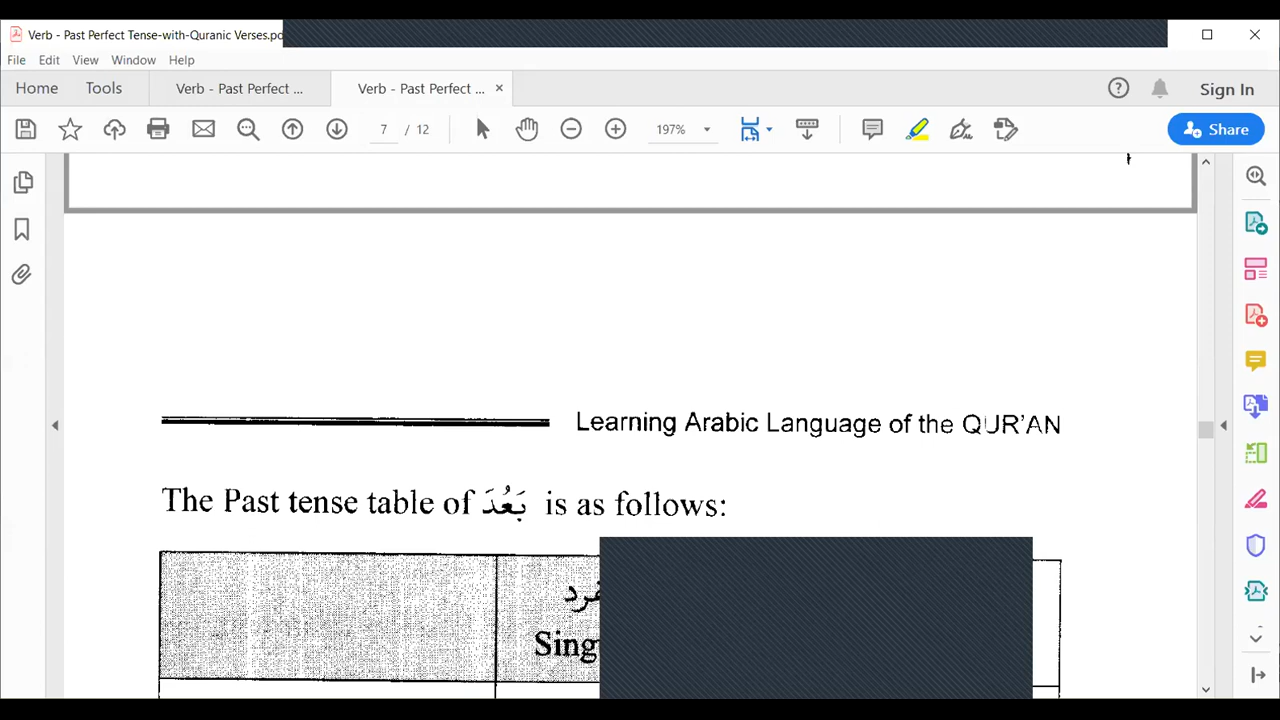 Verb - Past Perfect Tense-with-Quranic Verses.pd
File Edit View Window Help
Home Tools Verb - Past Perfect ... Verb - Past Perfect ... × Sign In
7 / 12 197% Share
Learning Arabic Language of the QUR'AN
The Past tense table of بَعُدَ is as follows:
Sing